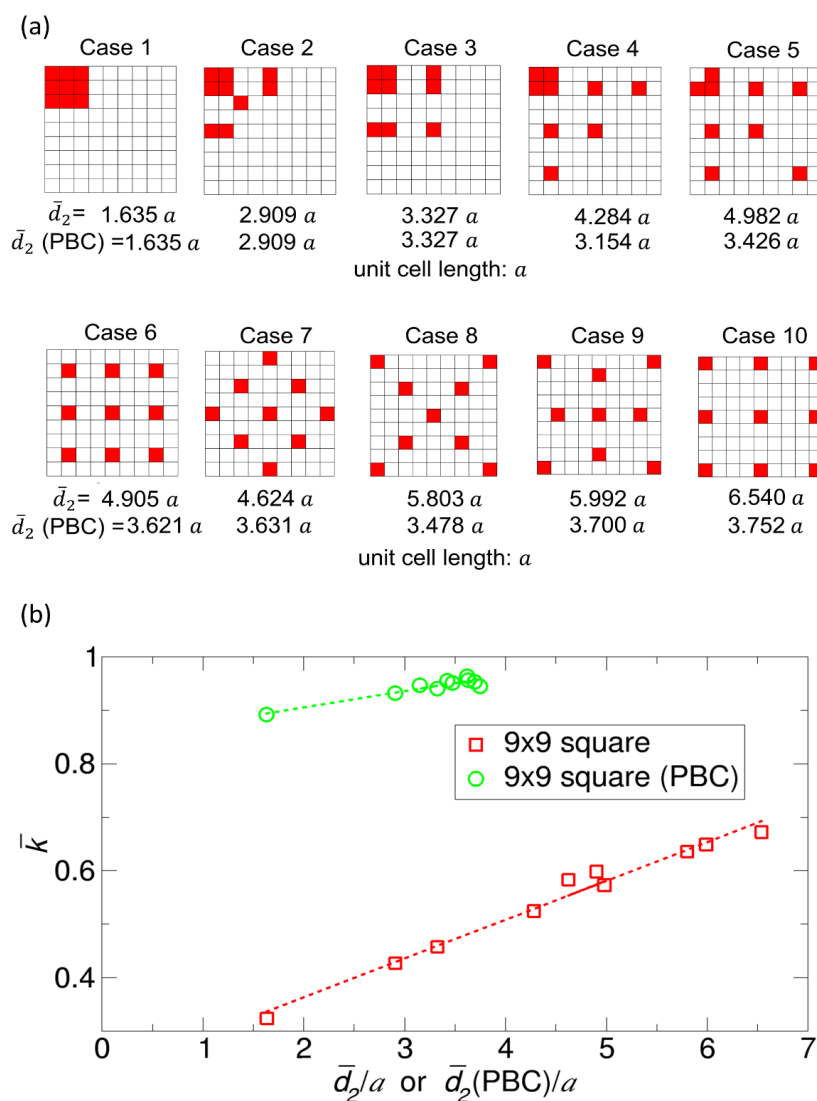 (a)
Case 1 Case 2 Case 3 Case 4 Case 5
d̄₂= 1.635 a 2.909 a 3.327 a 4.284 a 4.982 a
d̄₂ (PBC) =1.635 a 2.909 a 3.327 a 3.154 a 3.426 a
unit cell length: a
Case 6 Case 7 Case 8 Case 9 Case 10
d̄₂= 4.905 a 4.624 a 5.803 a 5.992 a 6.540 a
d̄₂ (PBC) =3.621 a 3.631 a 3.478 a 3.700 a 3.752 a
unit cell length: a
(b)
1
0.8
0.6
0.4
k̄
9x9 square
9x9 square (PBC)
0 1 2 3 4 5 6 7
d̄₂/a or d̄₂(PBC)/a